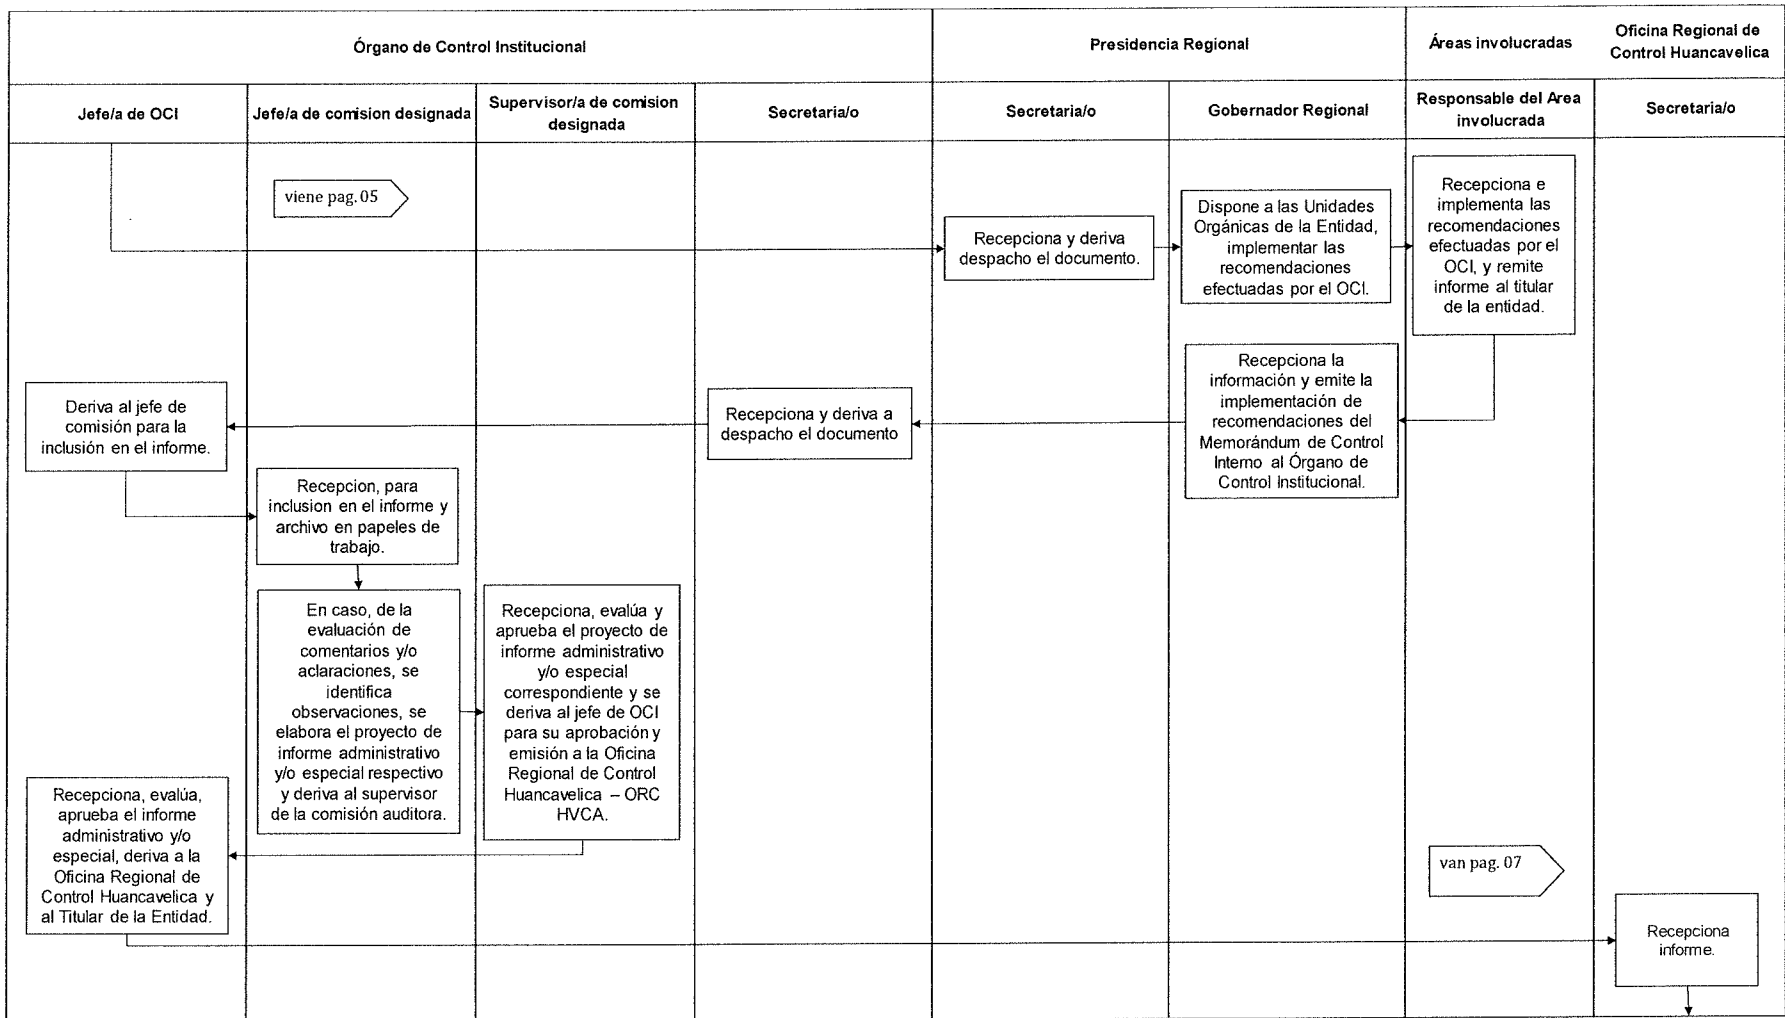 Órgano de Control Institucional
Presidencia Regional
Áreas involucradas
Oficina Regional de
Control Huancavelica
Jefe/a de OCI
Jefe/a de comision designada
Supervisor/a de comision
designada
Secretaria/o
Secretaria/o
Gobernador Regional
Responsable del Area
involucrada
Secretaria/o
viene pag. 05
Recepciona y deriva
despacho el documento.
Dispone a las Unidades
Orgánicas de la Entidad,
implementar las
recomendaciones
efectuadas por el OCI.
Recepciona e
implementa las
recomendaciones
efectuadas por el
OCI, y remite
informe al titular
de la entidad.
Recepciona la
información y emite la
implementación de
recomendaciones del
Memorándum de Control
Interno al Órgano de
Control Institucional.
Recepciona y deriva a
despacho el documento
Deriva al jefe de
comisión para la
inclusión en el informe.
Recepcion, para
inclusion en el informe y
archivo en papeles de
trabajo.
En caso, de la
evaluación de
comentarios y/o
aclaraciones, se
identifica
observaciones, se
elabora el proyecto de
informe administrativo
y/o especial respectivo
y deriva al supervisor
de la comisión auditora.
Recepciona, evalúa y
aprueba el proyecto de
informe administrativo
y/o especial
correspondiente y se
deriva al jefe de OCI
para su aprobación y
emisión a la Oficina
Regional de Control
Huancavelica – ORC
HVCA.
Recepciona, evalúa,
aprueba el informe
administrativo y/o
especial, deriva a la
Oficina Regional de
Control Huancavelica y
al Titular de la Entidad.
van pag. 07
Recepciona
informe.